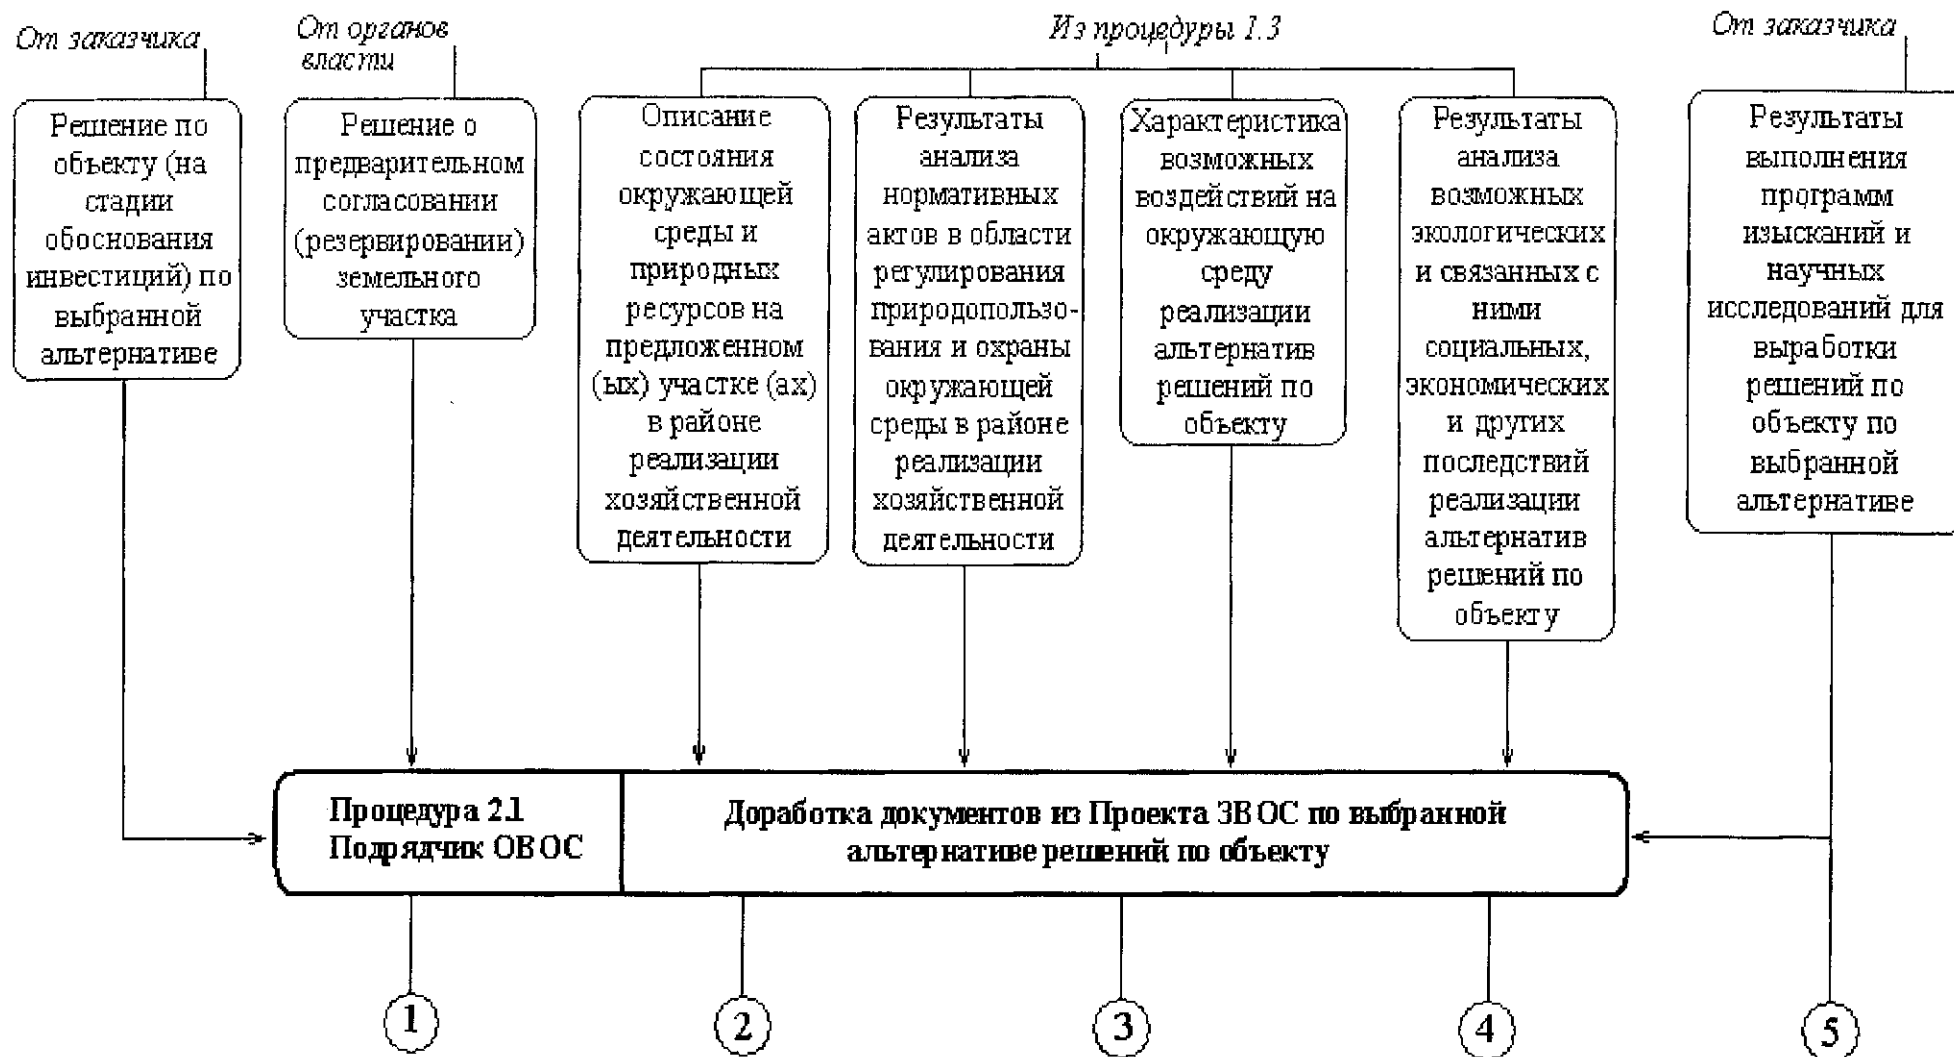 От заказчика
От органов
власти
Из процедуры 1.3
От заказчика
Решение по
объекту (на
стадии
обоснования
инвестиций) по
выбранной
альтернативе
Решение о
предварительном
согласовании
(резервировании)
земельного
участка
Описание
состояния
окружающей
среды и
природных
ресурсов на
предложенном
(ых) участке (ах)
в районе
реализации
хозяйственной
деятельности
Результаты
анализа
нормативных
актов в области
регулирования
природопользо-
вания и охраны
окружающей
среды в районе
реализации
хозяйственной
деятельности
Характеристика
возможных
воздействий на
окружающую
среду
реализации
альтернатив
решений по
объекту
Результаты
анализа
возможных
экологических
и связанных с
ними
социальных,
экономических
и других
последствий
реализации
альтернатив
решений по
объекту
Результаты
выполнения
программ
изысканий и
научных
исследований для
выработки
решений по
объекту по
выбранной
альтернативе
Процедура 2.1
Подрядчик ОВОС
Доработка документов из Проекта ЗВОС по выбранной
альтернативе решений по объекту
1
2
3
4
5